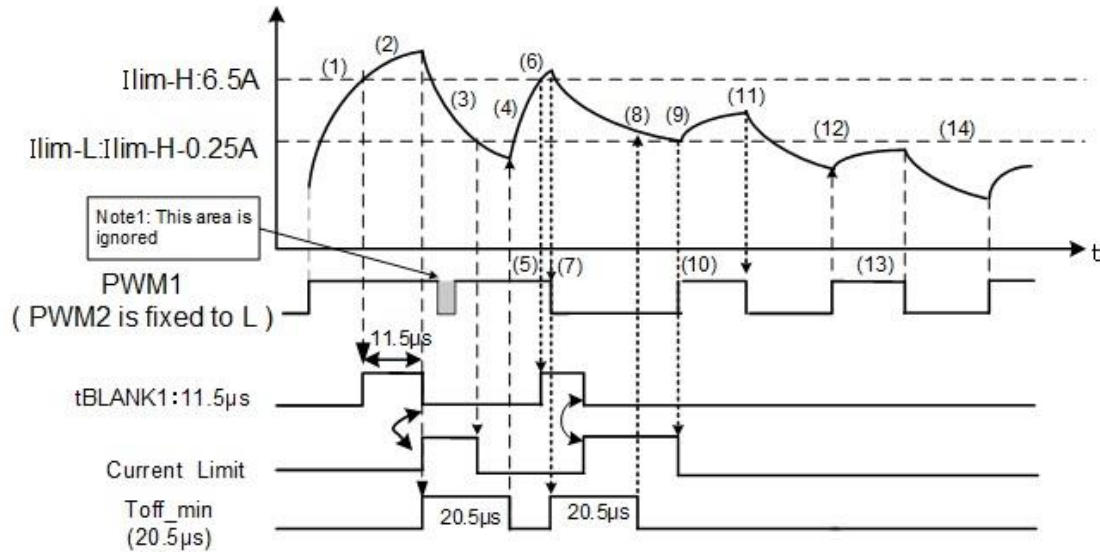 (1)
(2)
(3)
(4)
(6)
(8)
(9)
(11)
(12)
(14)
Ilim-H:6.5A
Ilim-L:Ilim-H-0.25A
Note1: This area is
ignored
t
(5)
(7)
(10)
(13)
PWM1
( PWM2 is fixed to L )
11.5µs
tBLANK1:11.5µs
Current Limit
Toff_min
(20.5µs)
20.5µs
20.5µs